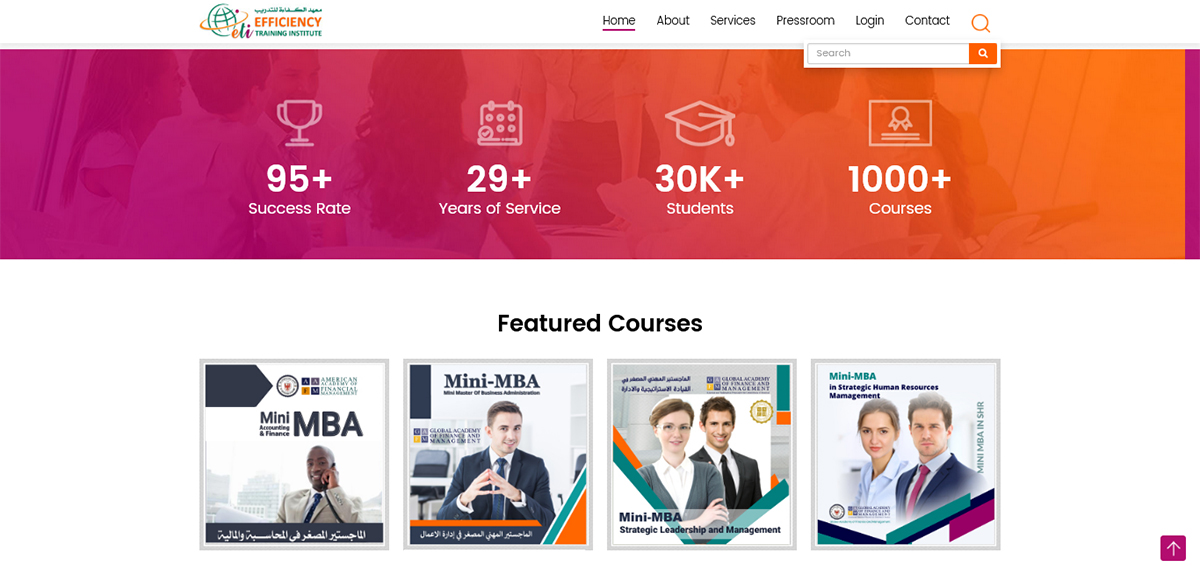 معهد الكفاءة للتدريب
EFFICIENCY
eti TRAINING INSTITUTE
Home About Services Pressroom Login Contact
Search
95+ 29+ 30K+ 1000+
Success Rate Years of Service Students Courses
Featured Courses
AMERICAN
ACADEMY OF
FINANCIAL
MANAGEMENT
Mini MBA
Accounting
& Finance
الماجستير المصغر في المحاسبة والمالية
Mini-MBA
Mini Master Of Business Administration
GLOBAL ACADEMY
OF FINANCE AND
MANAGEMENT
الماجستير المهني المصغر في إدارة الاعمال
الماجستير المهني المصغر في
القيادة الاستراتيجية والادارة
GLOBAL ACADEMY
OF FINANCE AND
MANAGEMENT
Mini-MBA
Strategic Leadership and Management
Mini-MBA
in Strategic Human Resources
Management
MINI MBA IN SHR
GLOBAL ACADEMY
OF FINANCE AND
MANAGEMENT